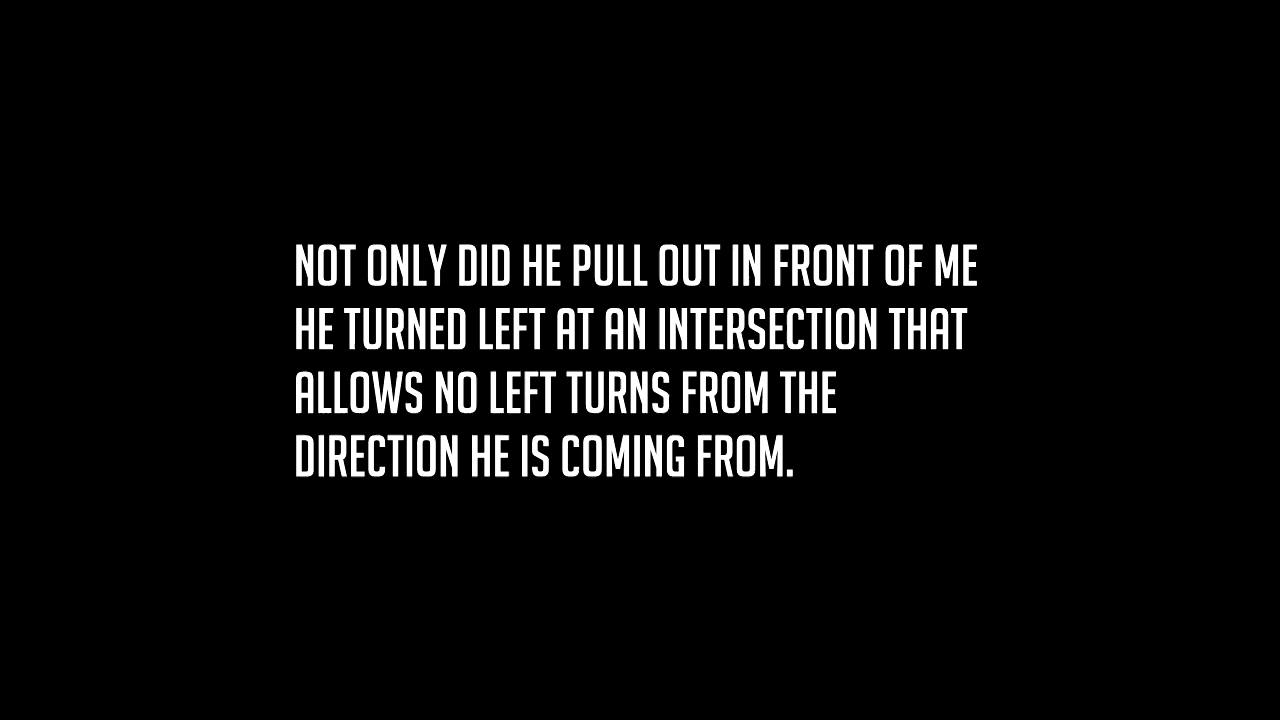 NOT ONLY DID HE PULL OUT IN FRONT OF ME
HE TURNED LEFT AT AN INTERSECTION THAT
ALLOWS NO LEFT TURNS FROM THE
DIRECTION HE IS COMING FROM.